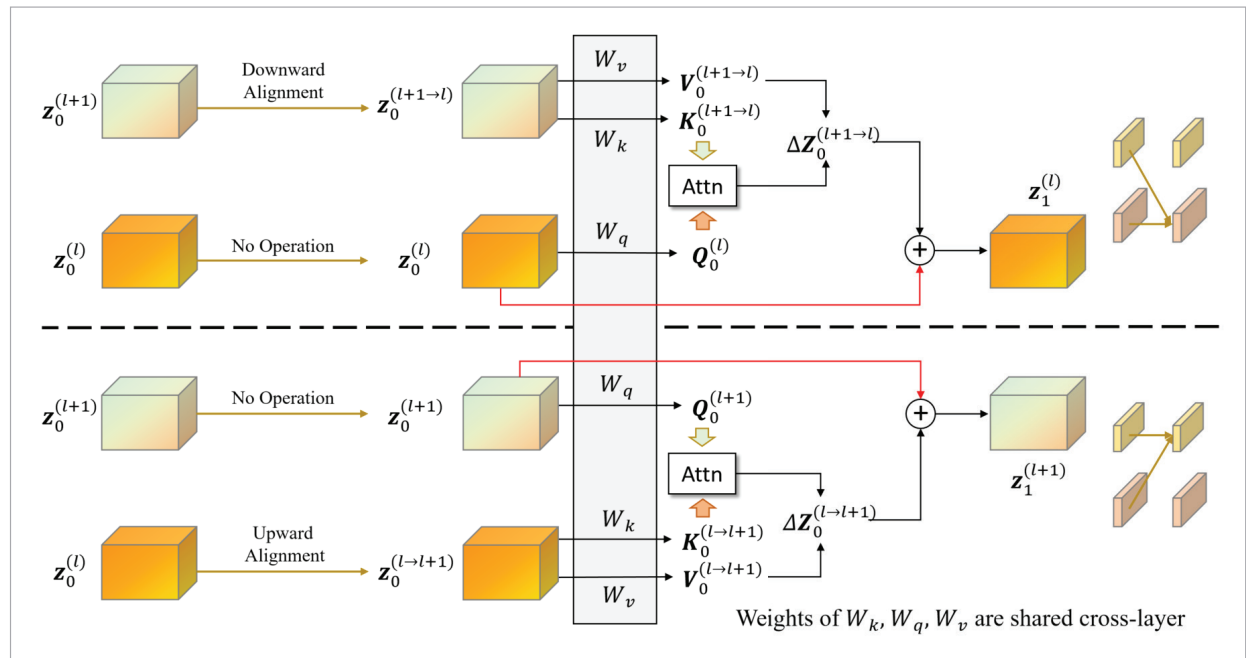 Downward
Alignment
z_0^{(l+1)}
z_0^{(l+1→l)}
W_v
V_0^{(l+1→l)}
K_0^{(l+1→l)}
W_k
ΔZ_0^{(l+1→l)}
Attn
z_1^{(l)}
No Operation
z_0^{(l)}
z_0^{(l)}
W_q
Q_0^{(l)}
+
No Operation
z_0^{(l+1)}
z_0^{(l+1)}
W_q
Q_0^{(l+1)}
+
Attn
z_1^{(l+1)}
Upward
Alignment
z_0^{(l)}
z_0^{(l→l+1)}
W_k
K_0^{(l→l+1)}
ΔZ_0^{(l→l+1)}
V_0^{(l→l+1)}
W_v
Weights of W_k, W_q, W_v are shared cross-layer